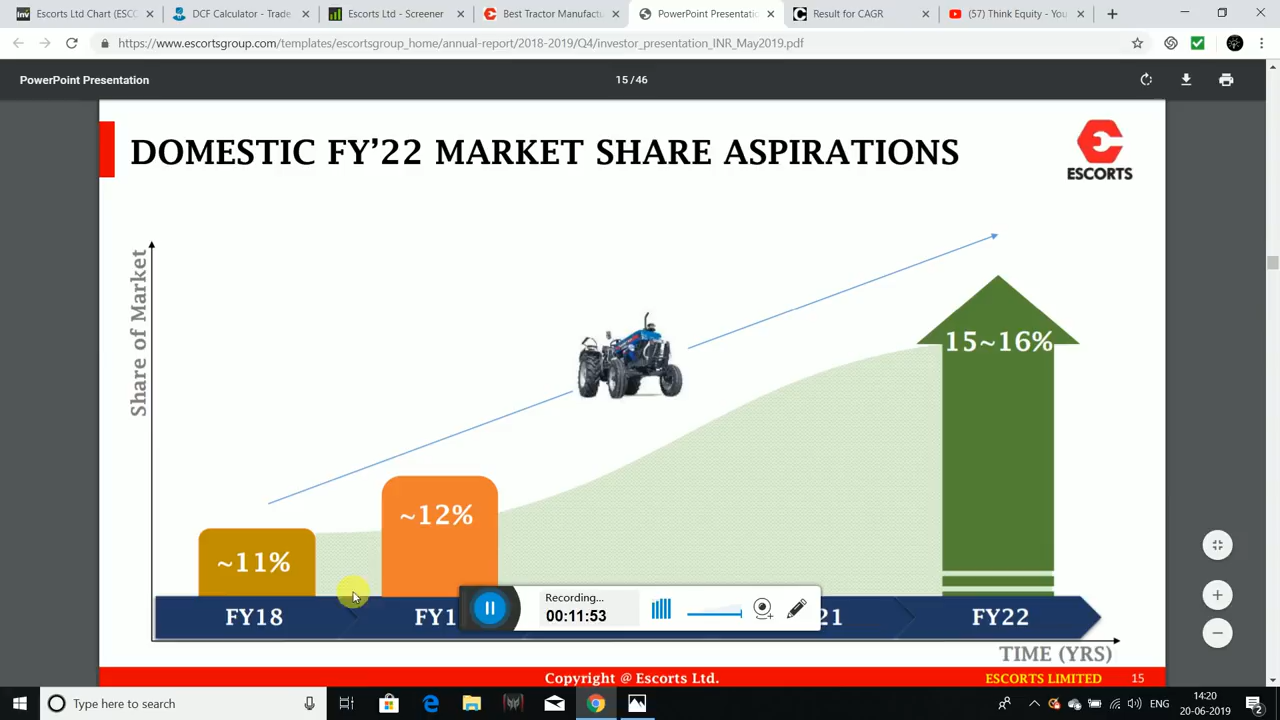 Escorts Ltd Chart (ESC
DCF Calculator - Trade
Escorts Ltd - Screener
Best Tractor Manufactu
PowerPoint Presentatio
Result for CAGR
(57) Think Equity - You
https://www.escortsgroup.com/templates/escortsgroup_home/annual-report/2018-2019/Q4/investor_presentation_INR_May2019.pdf
PowerPoint Presentation
15 / 46
DOMESTIC FY'22 MARKET SHARE ASPIRATIONS
ESCORTS
Share of Market
15~16%
~12%
~11%
Recording...
00:11:53
FY18
FY1
21
FY22
TIME (YRS)
Copyright @ Escorts Ltd.
ESCORTS LIMITED
15
Type here to search
ENG
14:20
20-06-2019
2